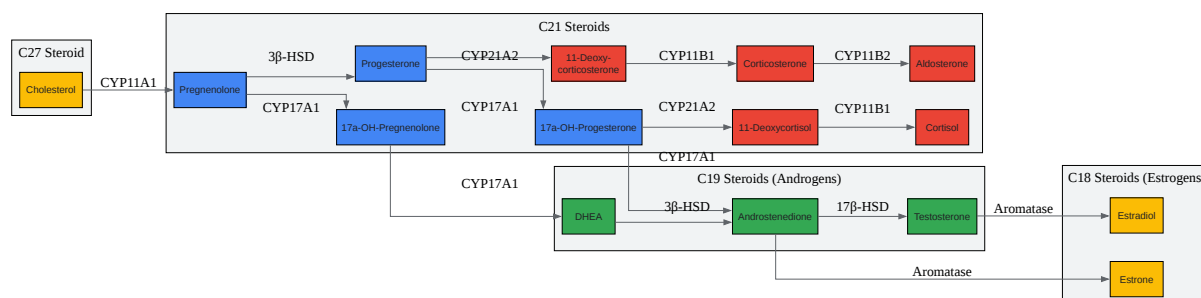 C21 Steroids
C27 Steroid
3β-HSD
Progesterone
CYP21A2
11-Deoxy-
corticosterone
CYP11B1
Corticosterone
CYP11B2
Aldosterone
Cholesterol
CYP11A1
Pregnenolone
CYP17A1
17a-OH-Pregnenolone
CYP17A1
17a-OH-Progesterone
CYP21A2
11-Deoxycortisol
CYP11B1
Cortisol
CYP17A1
CYP17A1
C19 Steroids (Androgens)
C18 Steroids (Estrogens
DHEA
3β-HSD
Androstenedione
17β-HSD
Testosterone
Aromatase
Estradiol
Aromatase
Estrone